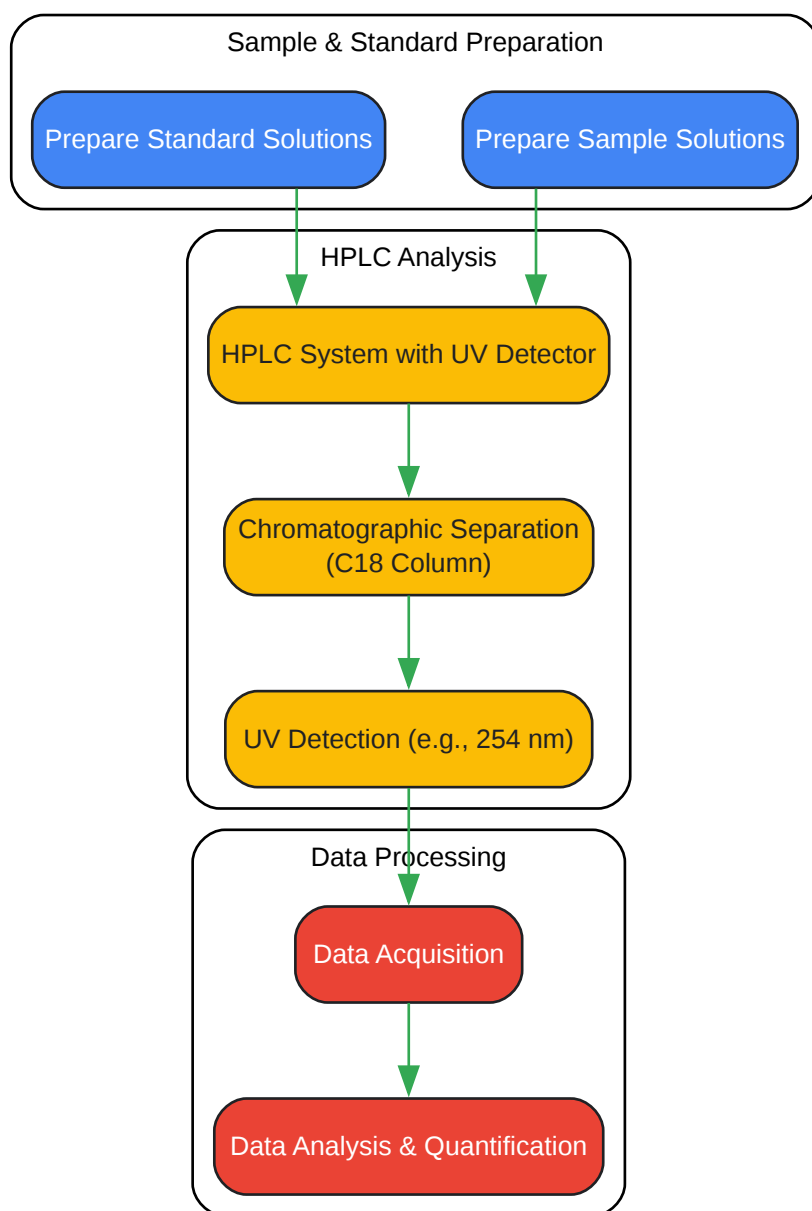 Sample & Standard Preparation
Prepare Standard Solutions
Prepare Sample Solutions
HPLC Analysis
HPLC System with UV Detector
Chromatographic Separation
(C18 Column)
UV Detection (e.g., 254 nm)
Data Processing
Data Acquisition
Data Analysis & Quantification